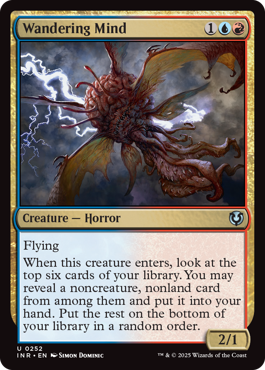 Wandering Mind 1
Creature — Horror
Flying
When this creature enters, look at the
top six cards of your library. You may
reveal a noncreature, nonland card
from among them and put it into your
hand. Put the rest on the bottom of
your library in a random order.
2/1
U 0252
INR • EN SIMON DOMINIC
™ & © 2025 Wizards of the Coast